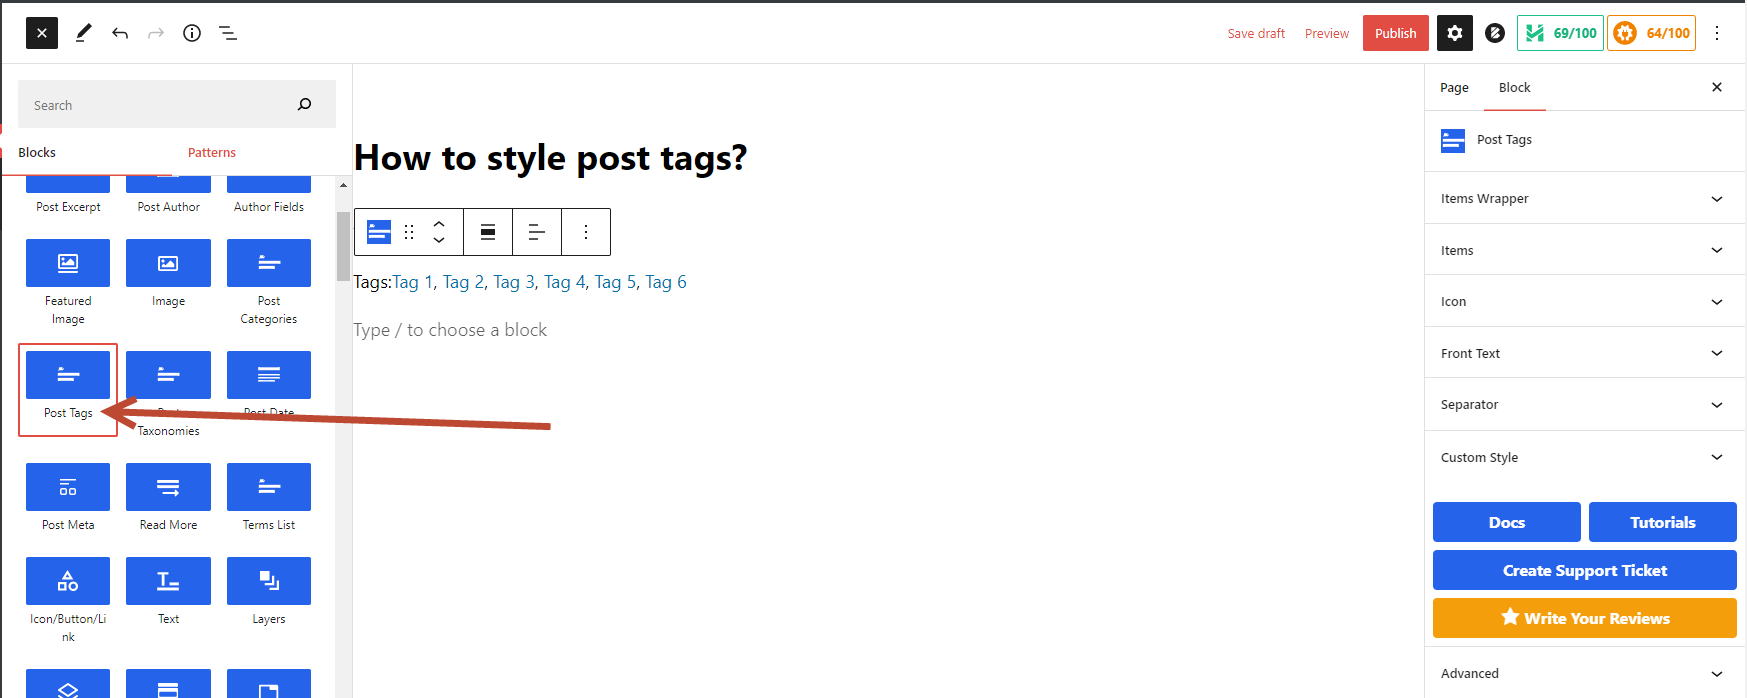 Save draft
Preview
Publish
69/100
64/100
Search
Blocks
Patterns
Post Excerpt
Post Author
Author Fields
Featured
Image
Image
Post
Categories
Post Tags
Post
Taxonomies
Post Date
Post Meta
Read More
Terms List
Icon/Button/Li
nk
Text
Layers
How to style post tags?
Tags:Tag 1, Tag 2, Tag 3, Tag 4, Tag 5, Tag 6
Type / to choose a block
Page
Block
Post Tags
Items Wrapper
Items
Icon
Front Text
Separator
Custom Style
Docs
Tutorials
Create Support Ticket
Write Your Reviews
Advanced